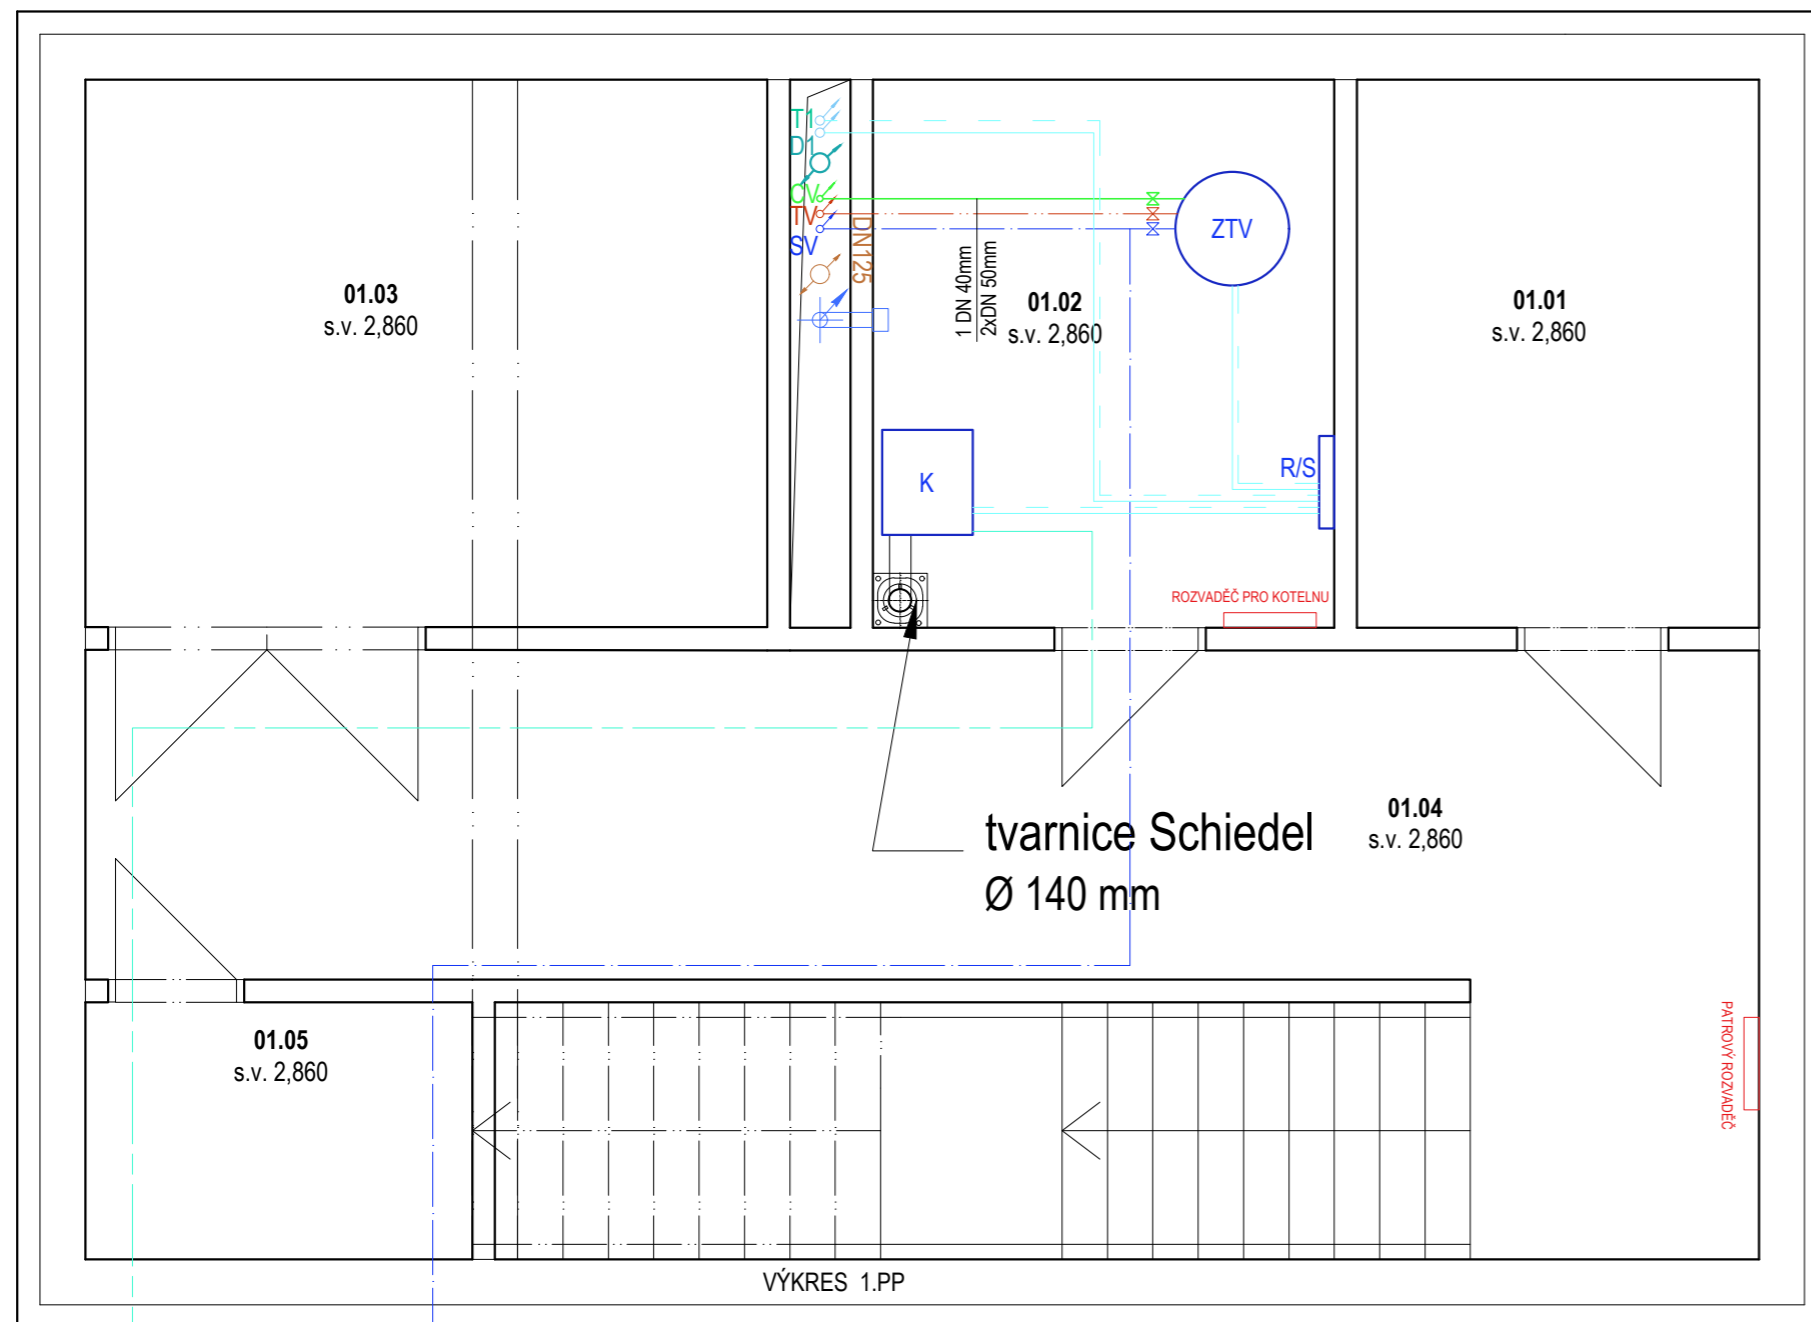 T1
D1
CV
TV
SV
DN125
1 DN 40mm
2xDN 50mm
ZTV
01.03
s.v. 2,860
01.02
s.v. 2,860
01.01
s.v. 2,860
K
R/S
ROZVADĚČ PRO KOTELNU
tvarnice Schiedel
Ø 140 mm
01.04
s.v. 2,860
01.05
s.v. 2,860
PATROVÝ ROZVADĚČ
VÝKRES 1.PP